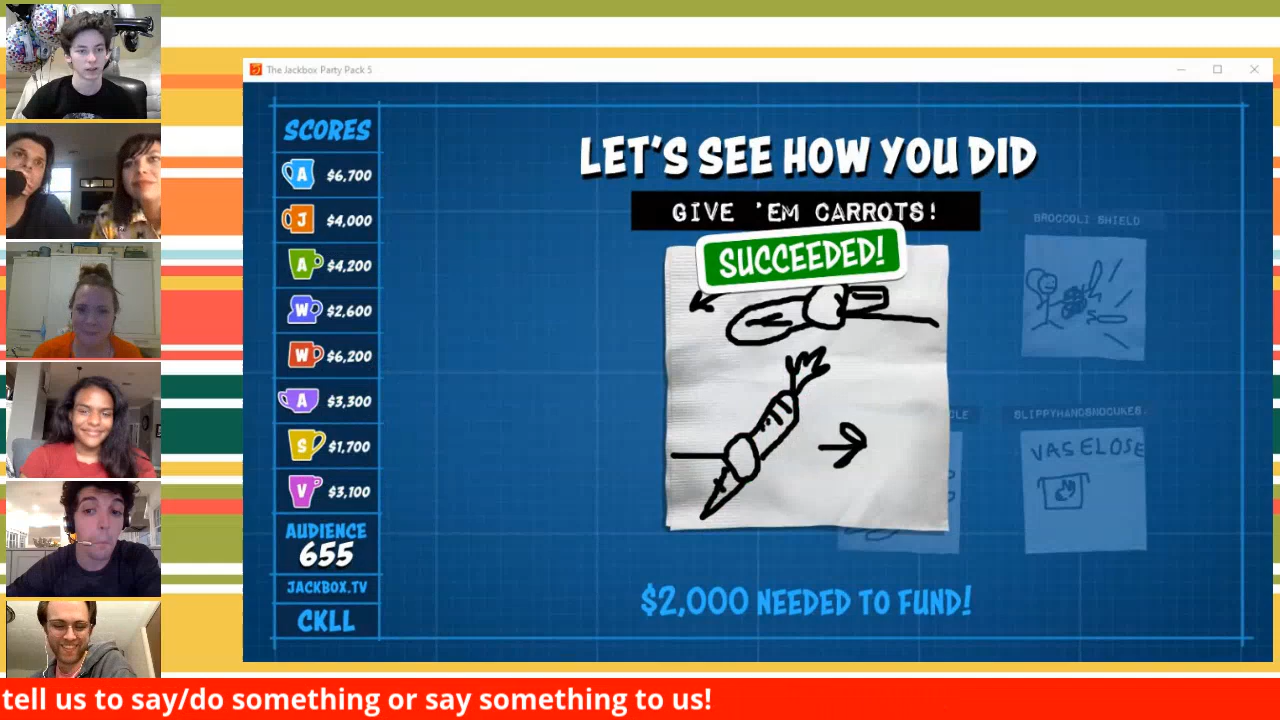 The Jackbox Party Pack 5
SCORES
A $6,700
J $4,000
A $4,200
W $2,600
W $6,200
A $3,300
S $1,700
V $3,100
AUDIENCE
655
JACKBOX.TV
CKLL
LET'S SEE HOW YOU DID
GIVE 'EM CARROTS!
SUCCEEDED!
$2,000 NEEDED TO FUND!
BROCCOLI SHIELD
SLIPPYHANDSNOCUKES.
VASELOSE
tell us to say/do something or say something to us!